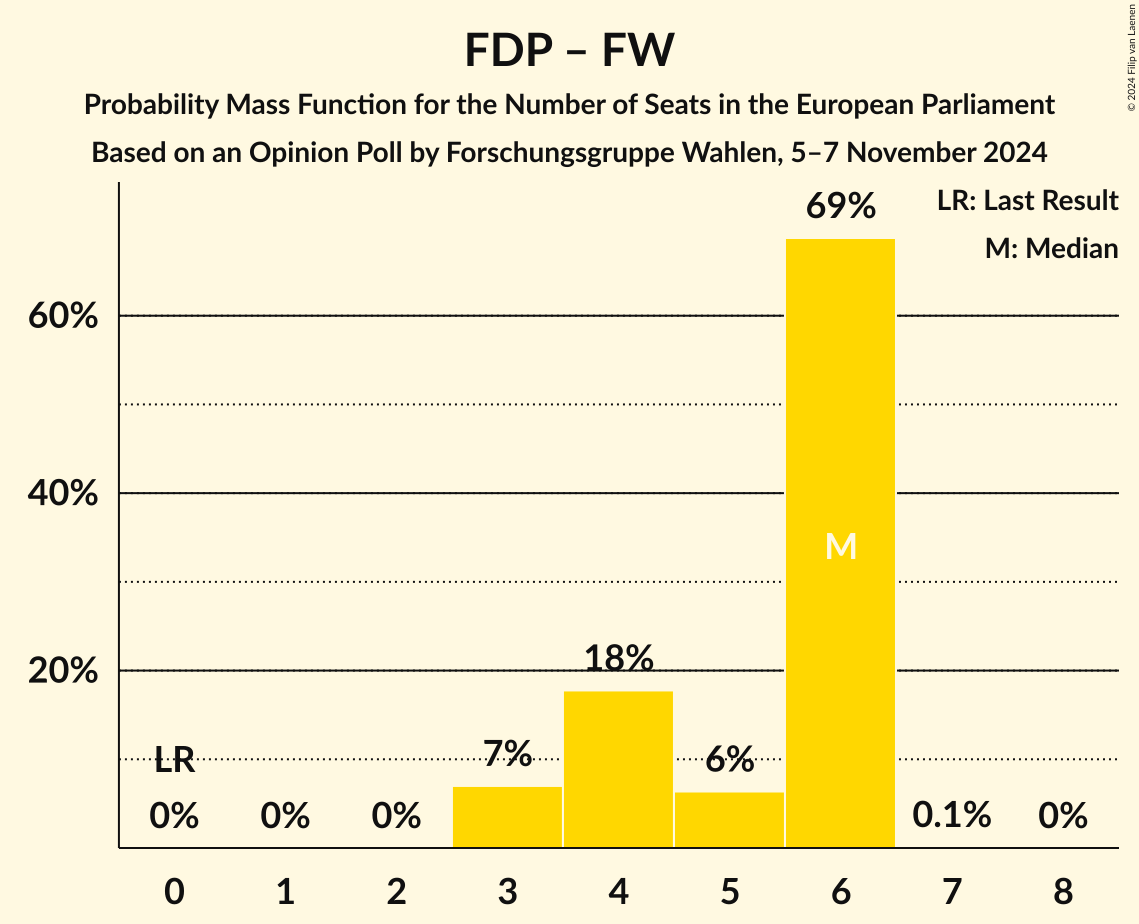 FDP – FW
Probability Mass Function for the Number of Seats in the European Parliament
Based on an Opinion Poll by Forschungsgruppe Wahlen, 5–7 November 2024
© 2024 Filip van Laenen
LR: Last Result
M: Median
69%
60%
40%
M
20%
18%
LR
7%
6%
0%
0%
0%
0.1%
0%
0 1 2 3 4 5 6 7 8